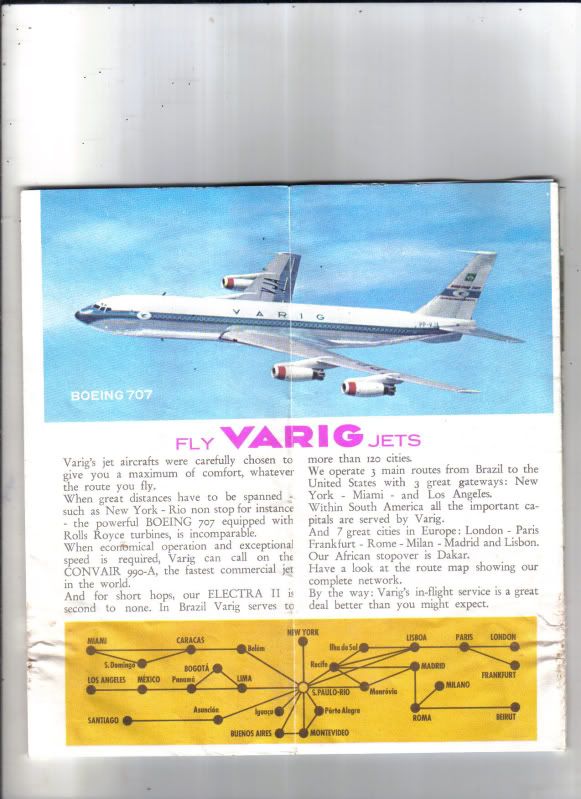 BOEING 707
VARIG
PP-VJA
FLY VARIG JETS
Varig's jet aircrafts were carefully chosen to
give you a maximum of comfort, whatever
the route you fly.
When great distances have to be spanned -
such as New York - Rio non stop for instance
- the powerful BOEING 707 equipped with
Rolls Royce turbines, is incomparable.
When economical operation and exceptional
speed is required, Varig can call on the
CONVAIR 990-A, the fastest commercial jet
in the world.
And for short hops, our ELECTRA II is
second to none. In Brazil Varig serves to
more than 120 cities.
We operate 3 main routes from Brazil to the
United States with 3 great gateways: New
York - Miami - and Los Angeles.
Within South America all the important ca-
pitals are served by Varig.
And 7 great cities in Europe: London - Paris
Frankfurt - Rome - Milan - Madrid and Lisbon.
Our African stopover is Dakar.
Have a look at the route map showing our
complete network.
By the way: Varig's in-flight service is a great
deal better than you might expect.
NEW YORK
MIAMI CARACAS Belém Ilha do Sal LISBOA PARIS LONDON
S. Domingo BOGOTÁ Recife MADRID FRANKFURT
LOS ANGELES MÉXICO Panamá LIMA S. PAULO-RIO Monróvia MILANO
SANTIAGO Asunción Iguaçu Pôrto Alegre ROMA BEIRUT
BUENOS AIRES MONTEVIDEO